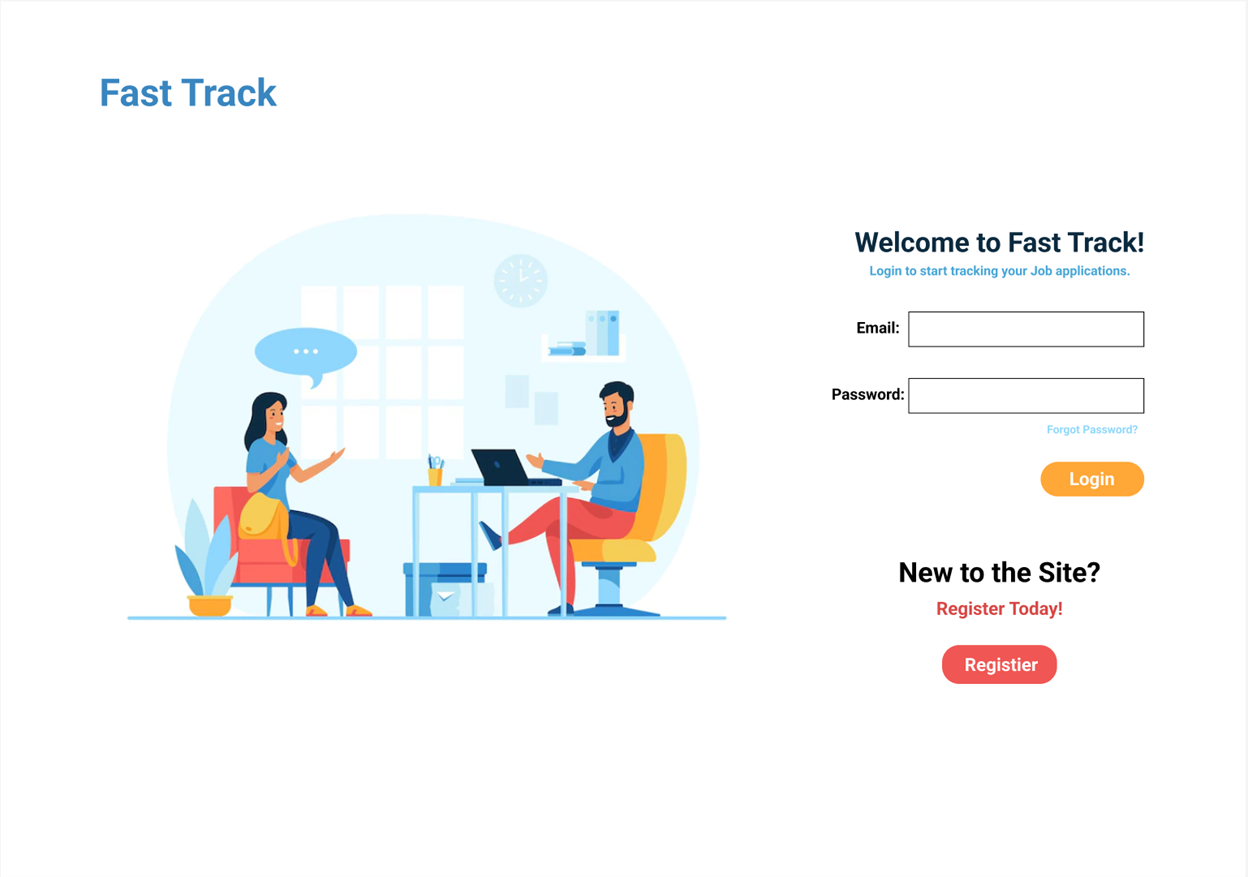 Fast Track
Welcome to Fast Track!
Login to start tracking your Job applications.
Email:
Password:
Forgot Password?
Login
New to the Site?
Register Today!
Registier